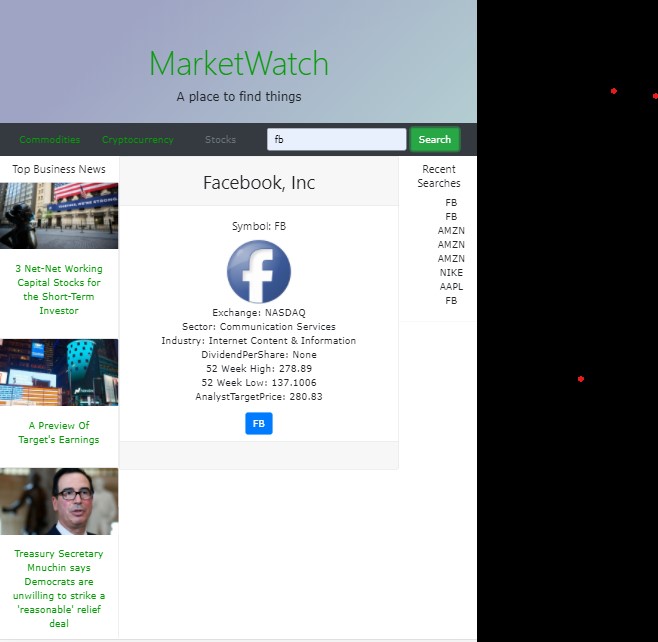 MarketWatch
A place to find things
Commodities
Cryptocurrency
Stocks
fb
Search
Top Business News
3 Net-Net Working
Capital Stocks for
the Short-Term
Investor
A Preview Of
Target's Earnings
Treasury Secretary
Mnuchin says
Democrats are
unwilling to strike a
'reasonable' relief
deal
Facebook, Inc
Symbol: FB
f
Exchange: NASDAQ
Sector: Communication Services
Industry: Internet Content & Information
DividendPerShare: None
52 Week High: 278.89
52 Week Low: 137.1006
AnalystTargetPrice: 280.83
FB
Recent
Searches
FB
FB
AMZN
AMZN
AMZN
NIKE
AAPL
FB